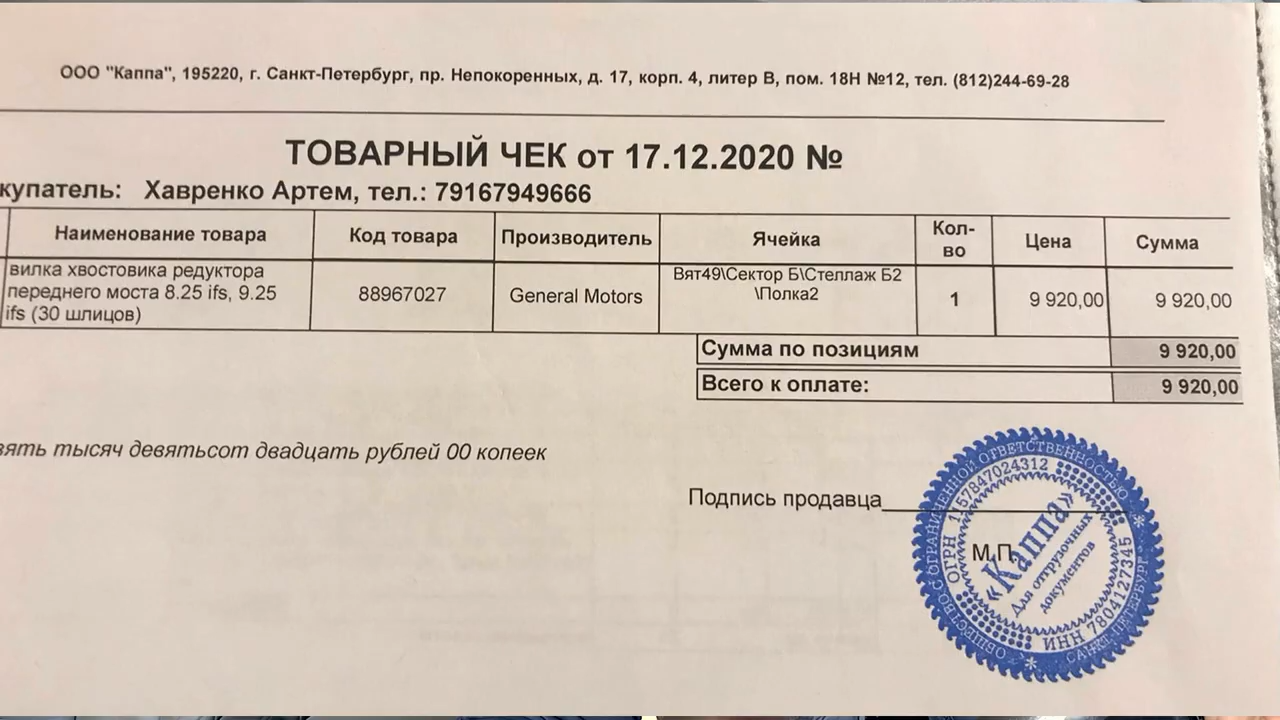 ООО "Каппа", 195220, г. Санкт-Петербург, пр. Непокоренных, д. 17, корп. 4, литер В, пом. 18Н №12, тел. (812)244-69-28
ТОВАРНЫЙ ЧЕК от 17.12.2020 №
купатель: Хавренко Артем, тел.: 79167949666
Наименование товара Код товара Производитель Ячейка Кол-во Цена Сумма
вилка хвостовика редуктора
переднего моста 8.25 ifs, 9.25
ifs (30 шлицов)
88967027 General Motors
Вят49\Сектор Б\Стеллаж Б2
\Полка2
1 9 920,00 9 920,00
Сумма по позициям 9 920,00
Всего к оплате: 9 920,00
вять тысяч девятьсот двадцать рублей 00 копеек
Подпись продавца
М.П.
ОБЩЕСТВО С ОГРАНИЧЕННОЙ ОТВЕТСТВЕННОСТЬЮ
ОГРН 1157847024312
«Каппа»
Для отгрузочных
документов
ИНН 7804127345
САНКТ-ПЕТЕРБУРГ